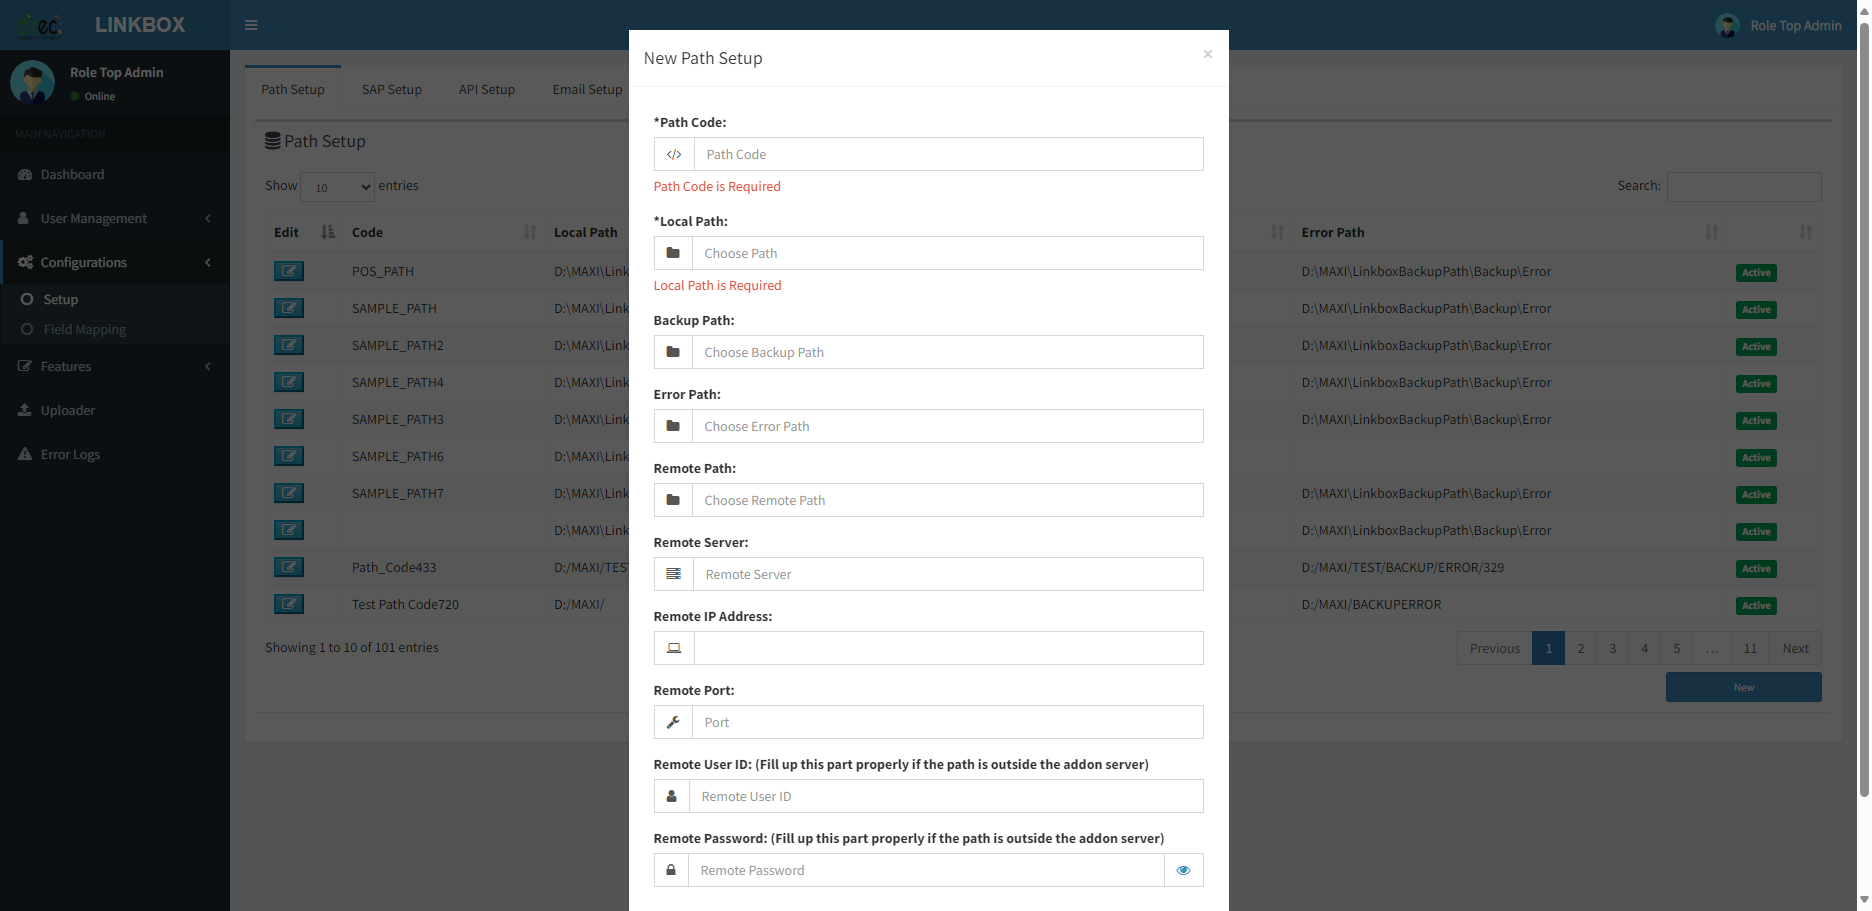 ec
LINKBOX
Role Top Admin
Role Top Admin
Online
MAIN NAVIGATION
Dashboard
User Management
Configurations
Setup
Field Mapping
Features
Uploader
Error Logs
Path Setup
SAP Setup
API Setup
Email Setup
Path Setup
Show 10 entries
Search:
Edit Code Local Path Error Path
POS_PATH D:\MAXI\Link D:\MAXI\LinkboxBackupPath\Backup\Error Active
SAMPLE_PATH D:\MAXI\Link D:\MAXI\LinkboxBackupPath\Backup\Error Active
SAMPLE_PATH2 D:\MAXI\Link D:\MAXI\LinkboxBackupPath\Backup\Error Active
SAMPLE_PATH4 D:\MAXI\Link D:\MAXI\LinkboxBackupPath\Backup\Error Active
SAMPLE_PATH3 D:\MAXI\Link D:\MAXI\LinkboxBackupPath\Backup\Error Active
SAMPLE_PATH6 D:\MAXI\Link Active
SAMPLE_PATH7 D:\MAXI\Link D:\MAXI\LinkboxBackupPath\Backup\Error Active
D:\MAXI\Link D:\MAXI\LinkboxBackupPath\Backup\Error Active
Path_Code433 D:/MAXI/TEST D:/MAXI/TEST/BACKUP/ERROR/329 Active
Test Path Code720 D:/MAXI/ D:/MAXI/BACKUPERROR Active
Showing 1 to 10 of 101 entries
Previous 1 2 3 4 5 … 11 Next
New
New Path Setup
×
*Path Code:
</> Path Code
Path Code is Required
*Local Path:
Choose Path
Local Path is Required
Backup Path:
Choose Backup Path
Error Path:
Choose Error Path
Remote Path:
Choose Remote Path
Remote Server:
Remote Server
Remote IP Address:
Remote Port:
Port
Remote User ID: (Fill up this part properly if the path is outside the addon server)
Remote User ID
Remote Password: (Fill up this part properly if the path is outside the addon server)
Remote Password